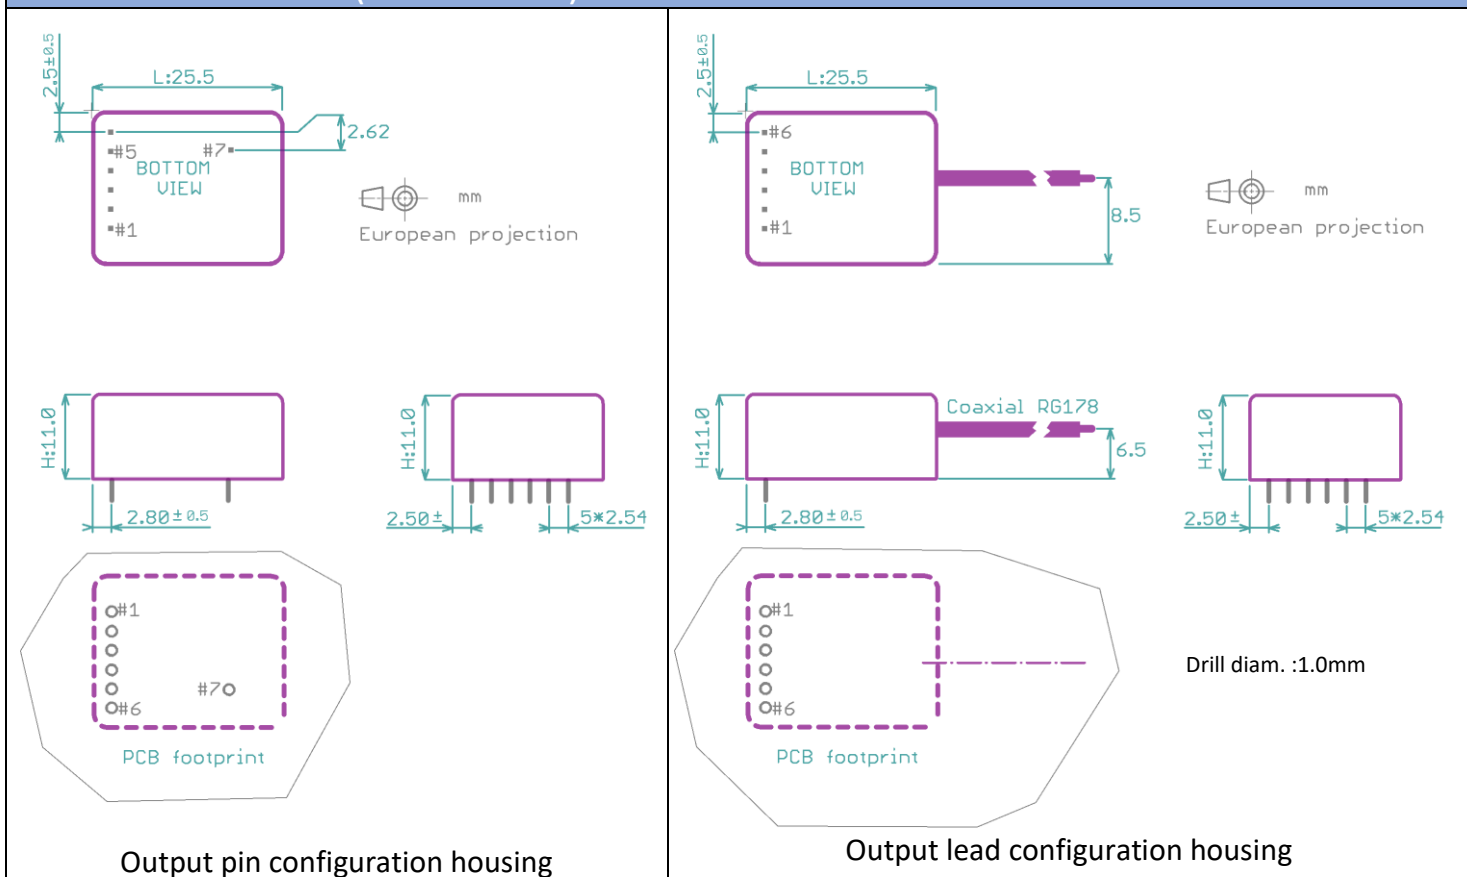 2.5±0.5
L:25.5
2.62
#5
#7
BOTTOM
VIEW
#1
mm
European projection
H:11.0
H:11.0
2.80±0.5
2.50±
5*2.54
#1
#7
#6
PCB footprint
Output pin configuration housing
2.5±0.5
L:25.5
#6
BOTTOM
VIEW
#1
8.5
mm
European projection
H:11.0
Coaxial RG178
6.5
H:11.0
2.80±0.5
2.50±
5*2.54
#1
#6
Drill diam. :1.0mm
PCB footprint
Output lead configuration housing